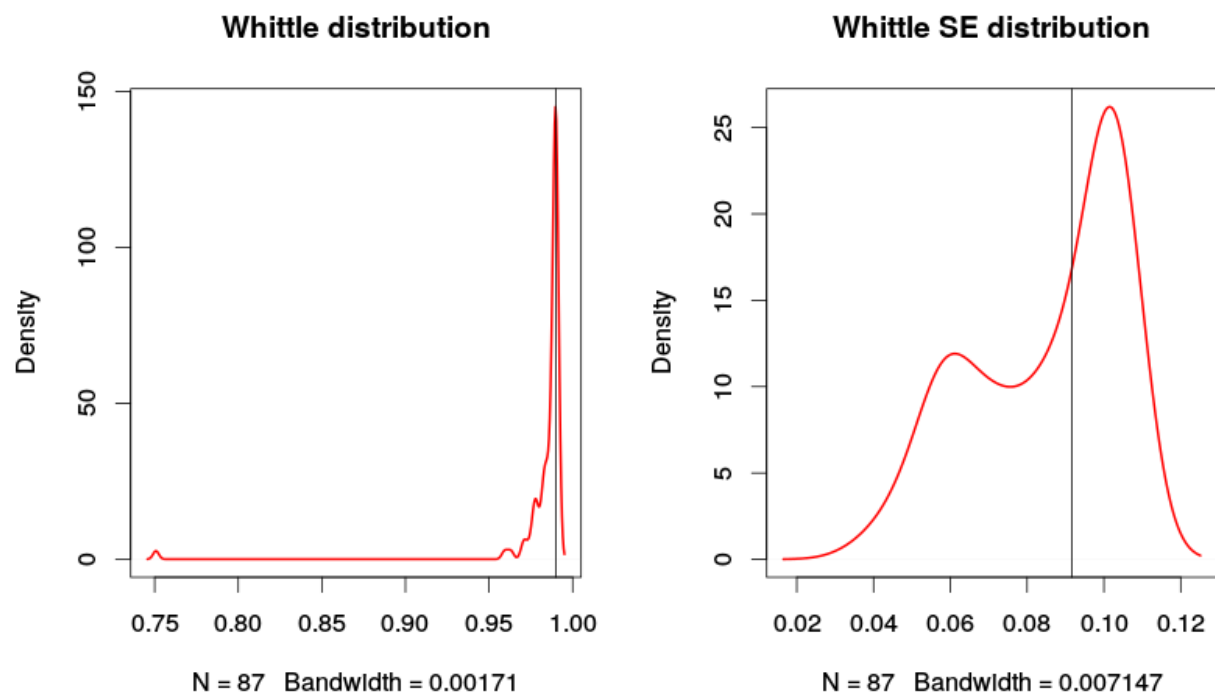 Whittle distribution
Density
150
100
50
0
0.75 0.80 0.85 0.90 0.95 1.00
N = 87 Bandwidth = 0.00171
Whittle SE distribution
Density
25
20
15
10
5
0
0.02 0.04 0.06 0.08 0.10 0.12
N = 87 Bandwidth = 0.007147